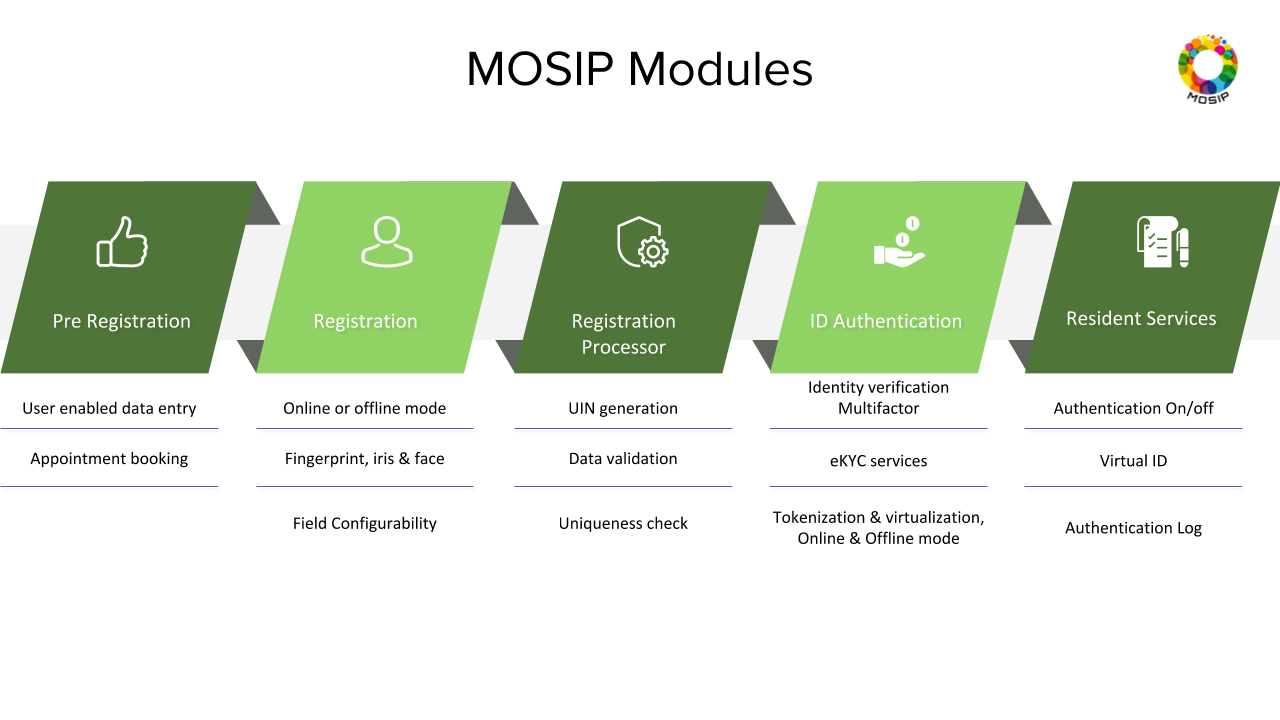 MOSIP Modules
MOSIP
Pre Registration
User enabled data entry
Appointment booking
Registration
Online or offline mode
Fingerprint, iris & face
Field Configurability
Registration
Processor
UIN generation
Data validation
Uniqueness check
ID Authentication
Identity verification
Multifactor
eKYC services
Tokenization & virtualization,
Online & Offline mode
Resident Services
Authentication On/off
Virtual ID
Authentication Log